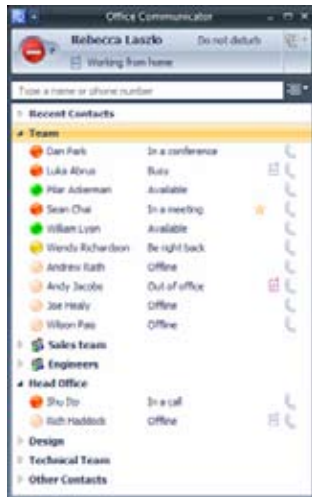 Office Communicator
Rebecca Laszlo Do not disturb
Working from home
Type a name or phone number
Recent Contacts
Team
Dan Park In a conference
Luka Abrus Busy
Pilar Ackerman Available
Sean Chai In a meeting
William Lyon Available
Wendy Richardson Be right back
Andrew Rath Offline
Andy Jacobs Out of office
Joe Healy Offline
Wilson Pais Offline
Sales team
Engineers
Head Office
Shu Ito In a call
Rich Haddock Offline
Design
Technical Team
Other Contacts